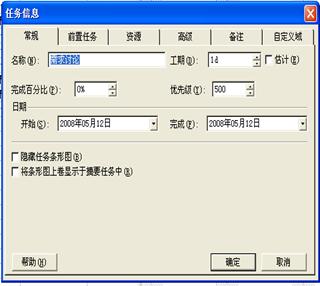 任务信息
常规 前置任务 资源 高级 备注 自定义域
名称(N): 需求讨论 工期(D): 1d 估计(E)
完成百分比(P): 0% 优先级(Y): 500
日期
开始(S): 2008年05月12日 完成(F): 2008年05月12日
隐藏任务条形图(B)
将条形图上卷显示于摘要任务中(R)
帮助(H) 确定 取消